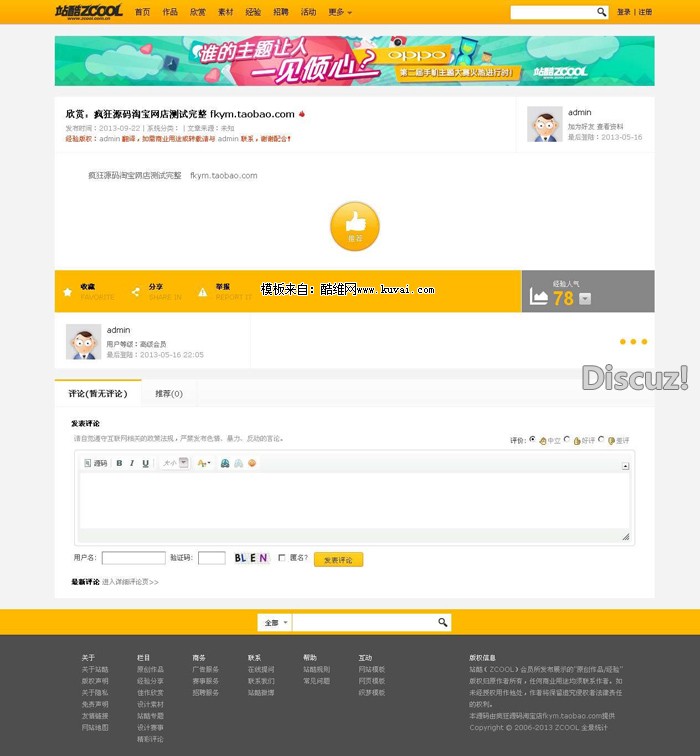 站酷ZCOOL 首页 作品 欣赏 素材 经验 招聘 活动 更多 登录 | 注册
www.zcool.com.cn
谁的主题让人
一见倾心?
oppo
第二届手机主题大赛火热进行时!
站酷ZCOOL
欣赏：疯狂源码淘宝网店测试完整 fkym.taobao.com
发布时间：2013-09-22 | 系统分类： | 文章来源：未知
经验版权：admin 翻译，如需商业用途或转载请与 admin 联系，谢谢配合！
admin
加为好友 查看资料
最后登陆：2013-05-16
疯狂源码淘宝网店测试完整 fkym.taobao.com
推荐
收藏
FAVORITE
分享
SHARE IN
举报
REPORT IT
模板来自：酷维网www.kuvai.com
经验人气
78
admin
用户等级：高级会员
最后登陆：2013-05-16 22:05
Discuz!
评论(暂无评论)
推荐(0)
发表评论
请自觉遵守互联网相关的政策法规，严禁发布色情、暴力、反动的言论。
评价： 中立 好评 差评
源码 B I U 大小
用户名： 验证码： BLEN 匿名? 发表评论
最新评论 进入详细评论页>>
全部
关于
关于站酷
版权声明
关于隐私
免责声明
友情链接
网站地图
栏目
原创作品
经验分享
佳作欣赏
设计素材
站酷专题
设计赛事
精彩评论
商务
广告服务
赛事服务
招聘服务
联系
在线提问
联系我们
站酷微博
帮助
站酷规则
常见问题
互动
网站模板
网页模板
织梦模板
版权信息
站酷（ZCOOL）会员所发布展示的“原创作品/经验”
版权归原作者所有，任何商业用途均须联系作者。如
未经授权用作他处，作者将保留追究侵权者法律责任
的权利。
本源码由疯狂源码淘宝店fkym.taobao.com提供
Copyright © 2006-2013 ZCOOL 全景统计